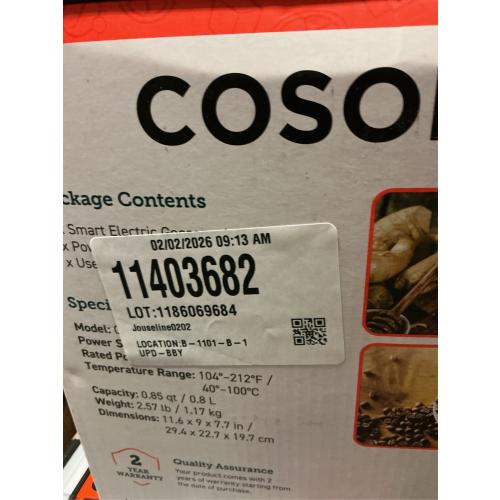 COSO
ckage Contents
Smart Electric
x Pow
x Use
02/02/2026 09:13 AM
11403682
LOT:1186069684
Jouseline0202
LOCATION:B-1101-B-1
UPD-BBY
Speci
Model:
Power S
Rated Po
Temperature Range: 104°-212°F /
40°-100°C
Capacity: 0.85 qt / 0.8 L
Weight: 2.57 lb / 1.17 kg
Dimensions: 11.6 x 9 x 7.7 in /
29.4 x 22.7 x 19.7 cm
2
YEAR
WARRANTY
Quality Assurance
Your product comes with 2
years of warranty starting from
the date of purchase.